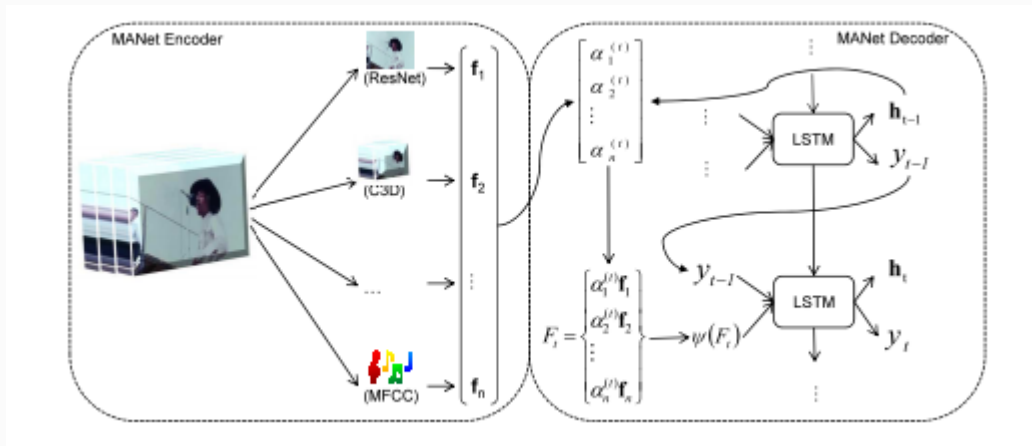 MANet Encoder
(ResNet)
f₁
(C3D)
f₂
...
⋮
(MFCC)
fₙ
MANet Decoder
α₁⁽ᵗ⁾
α₂⁽ᵗ⁾
⋮
αₙ⁽ᵗ⁾
⋮
⋮
⋮
LSTM
hₜ₋₁
yₜ₋₁
Fₜ =
α₁⁽ᵗ⁾f₁
α₂⁽ᵗ⁾f₂
⋮
αₙ⁽ᵗ⁾fₙ
ψ(Fₜ)
yₜ₋₁
LSTM
hₜ
yₜ
⋮